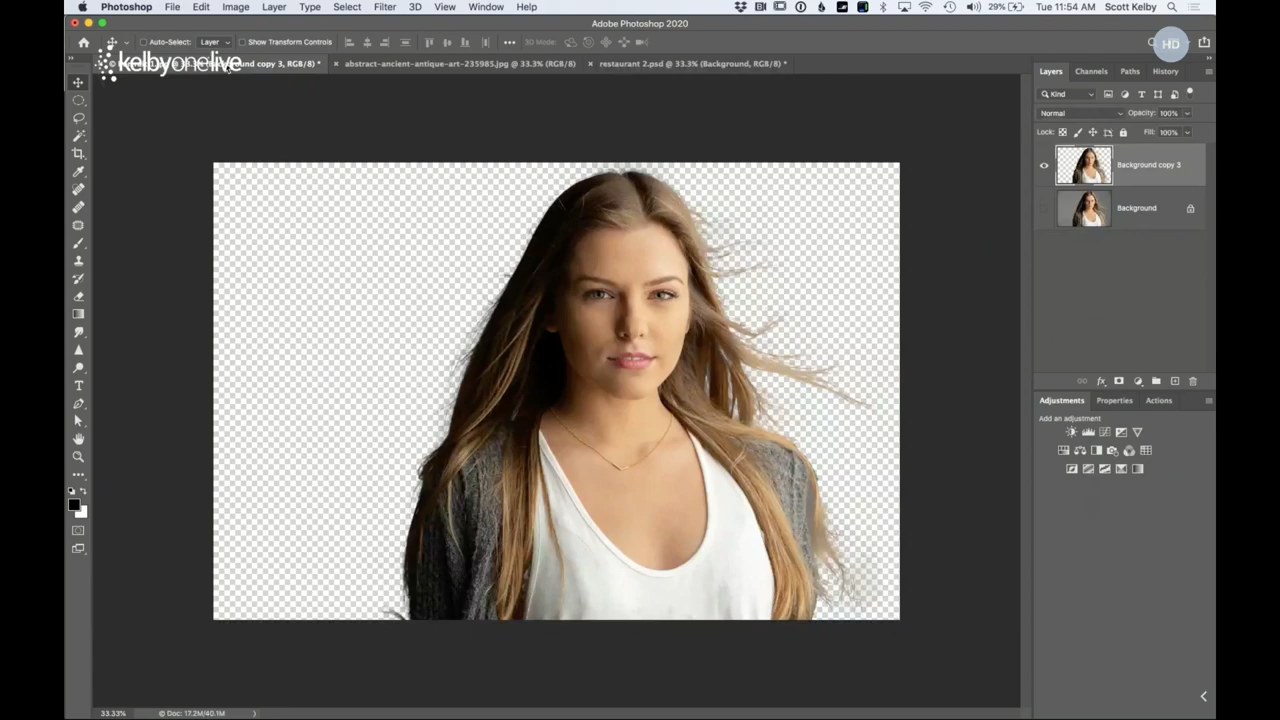 Photoshop File Edit Image Layer Type Select Filter 3D View Window Help 29% Tue 11:54 AM Scott Kelby
Adobe Photoshop 2020
Auto-Select: Layer Show Transform Controls 3D Mode: HD
kelbyonelive
copy 3, RGB/8) * abstract-ancient-antique-art-235985.jpg @ 33.3% (RGB/8) restaurant 2.psd @ 33.3% (Background, RGB/8) *
Layers Channels Paths History
Kind
Normal Opacity: 100%
Lock: Fill: 100%
Background copy 3
Background
fx
Adjustments Properties Actions
Add an adjustment
33.33% Doc: 17.2M/40.1M